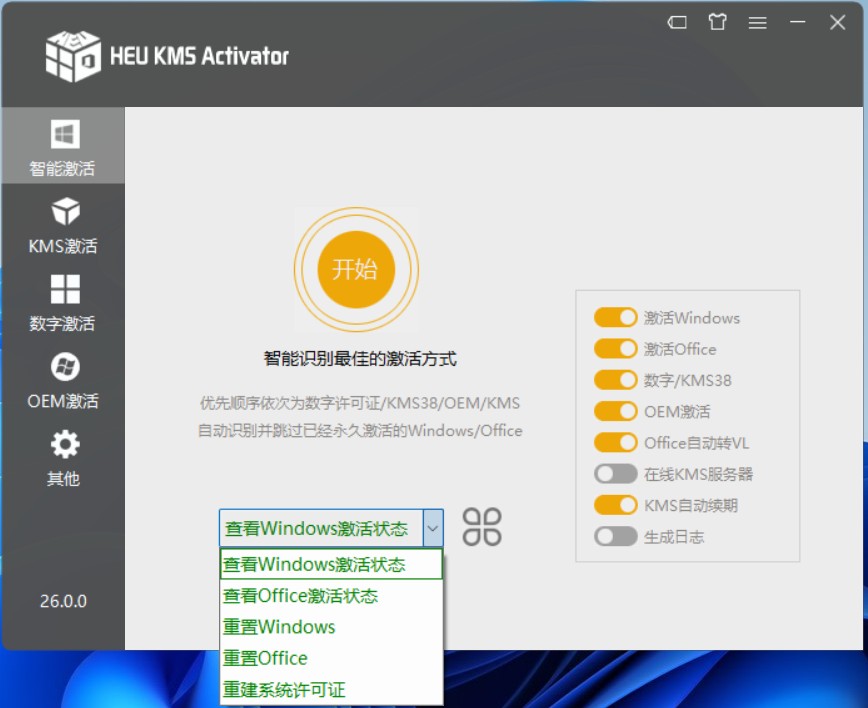 HEU KMS Activator
智能激活
KMS激活
数字激活
OEM激活
其他
26.0.0
开始
智能识别最佳的激活方式
优先顺序依次为数字许可证/KMS38/OEM/KMS
自动识别并跳过已经永久激活的Windows/Office
查看Windows激活状态
查看Windows激活状态
查看Office激活状态
重置Windows
重置Office
重建系统许可证
激活Windows
激活Office
数字/KMS38
OEM激活
Office自动转VL
在线KMS服务器
KMS自动续期
生成日志